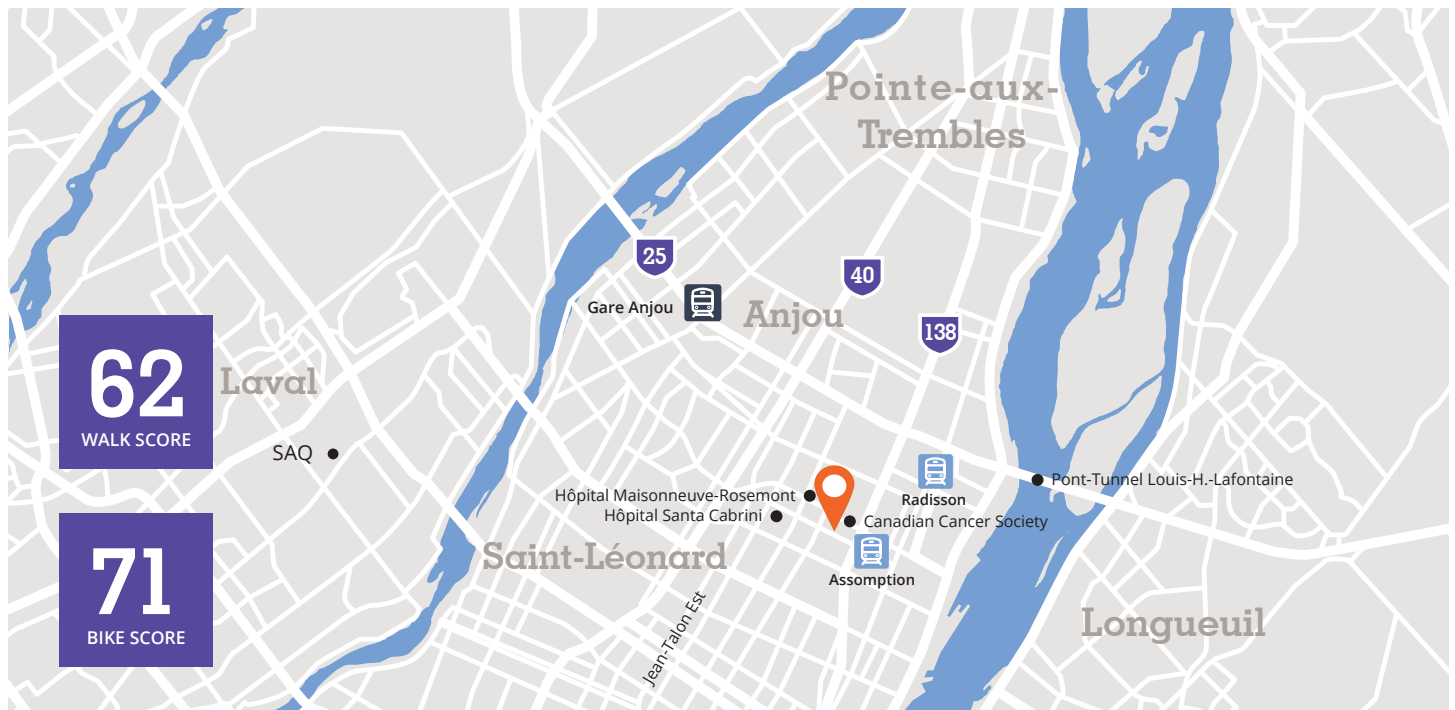 Pointe-aux-
Trembles
25
40
Gare Anjou
Anjou
138
62
WALK SCORE
Laval
SAQ
Radisson
Pont-Tunnel Louis-H.-Lafontaine
Hôpital Maisonneuve-Rosemont
Hôpital Santa Cabrini
Canadian Cancer Society
Saint-Léonard
Assomption
71
BIKE SCORE
Jean-Talon Est
Longueuil